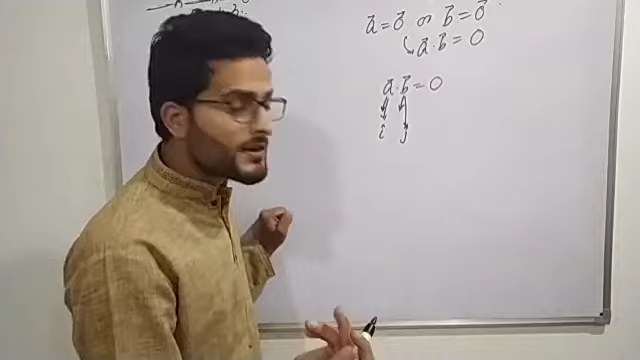 a⃗ = 0⃗ or b⃗ = 0⃗
a⃗ . b⃗ = 0
a⃗ . b⃗ = 0
i j